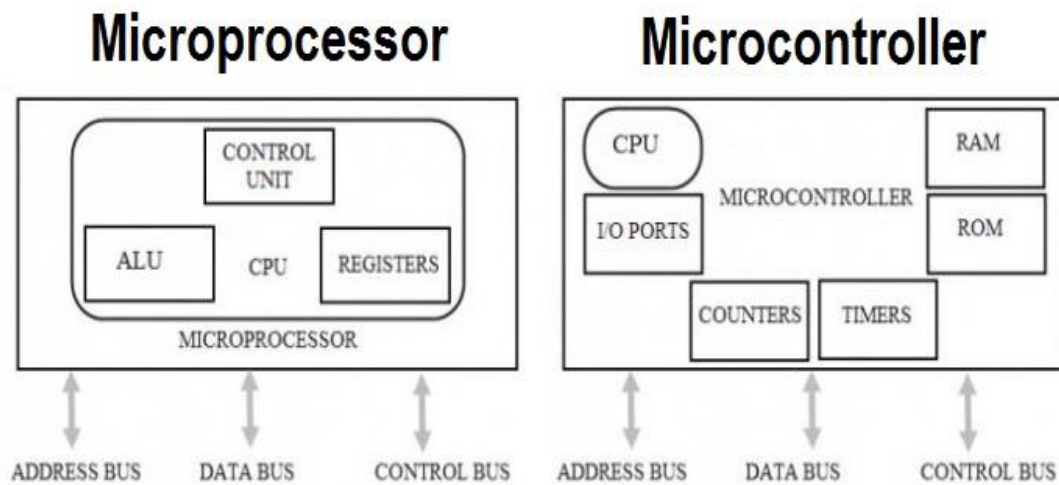 Microprocessor
CONTROL
UNIT
ALU
CPU
REGISTERS
MICROPROCESSOR
ADDRESS BUS
DATA BUS
CONTROL BUS
Microcontroller
CPU
RAM
MICROCONTROLLER
I/O PORTS
ROM
COUNTERS
TIMERS
ADDRESS BUS
DATA BUS
CONTROL BUS